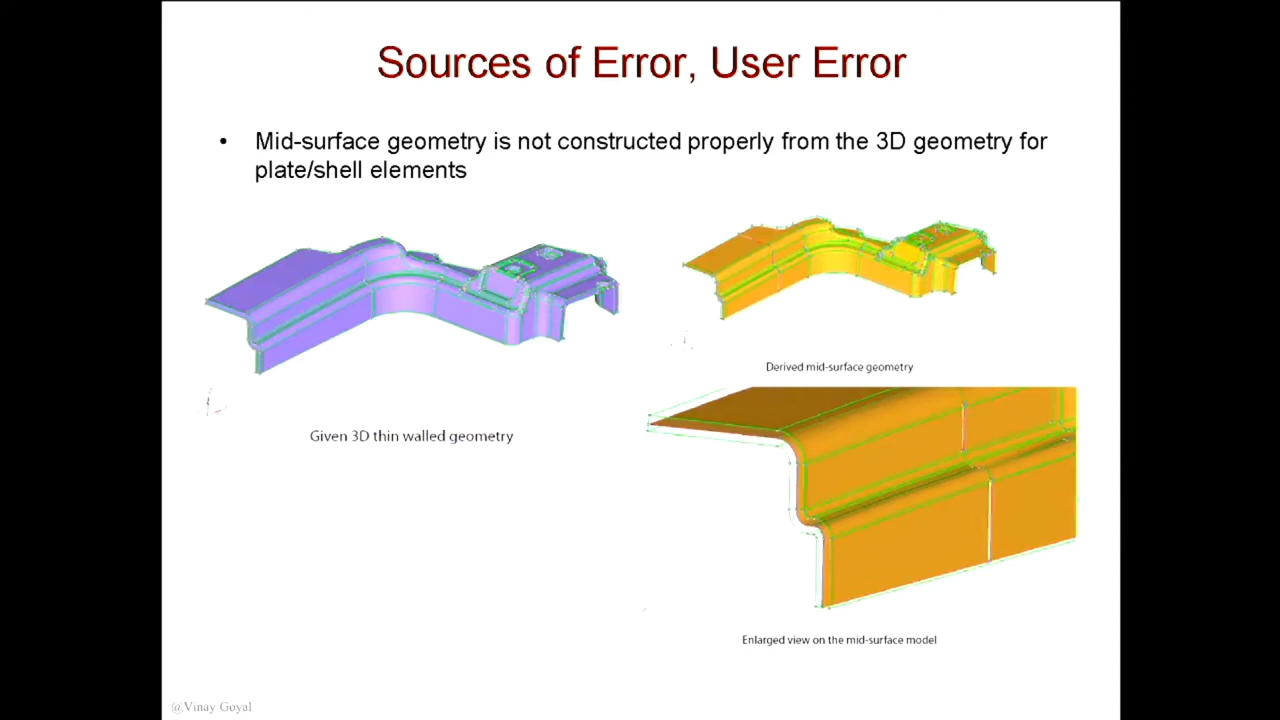 Sources of Error, User Error
• Mid-surface geometry is not constructed properly from the 3D geometry for
plate/shell elements
Derived mid-surface geometry
Given 3D thin walled geometry
Enlarged view on the mid-surface model
@Vinay Goyal